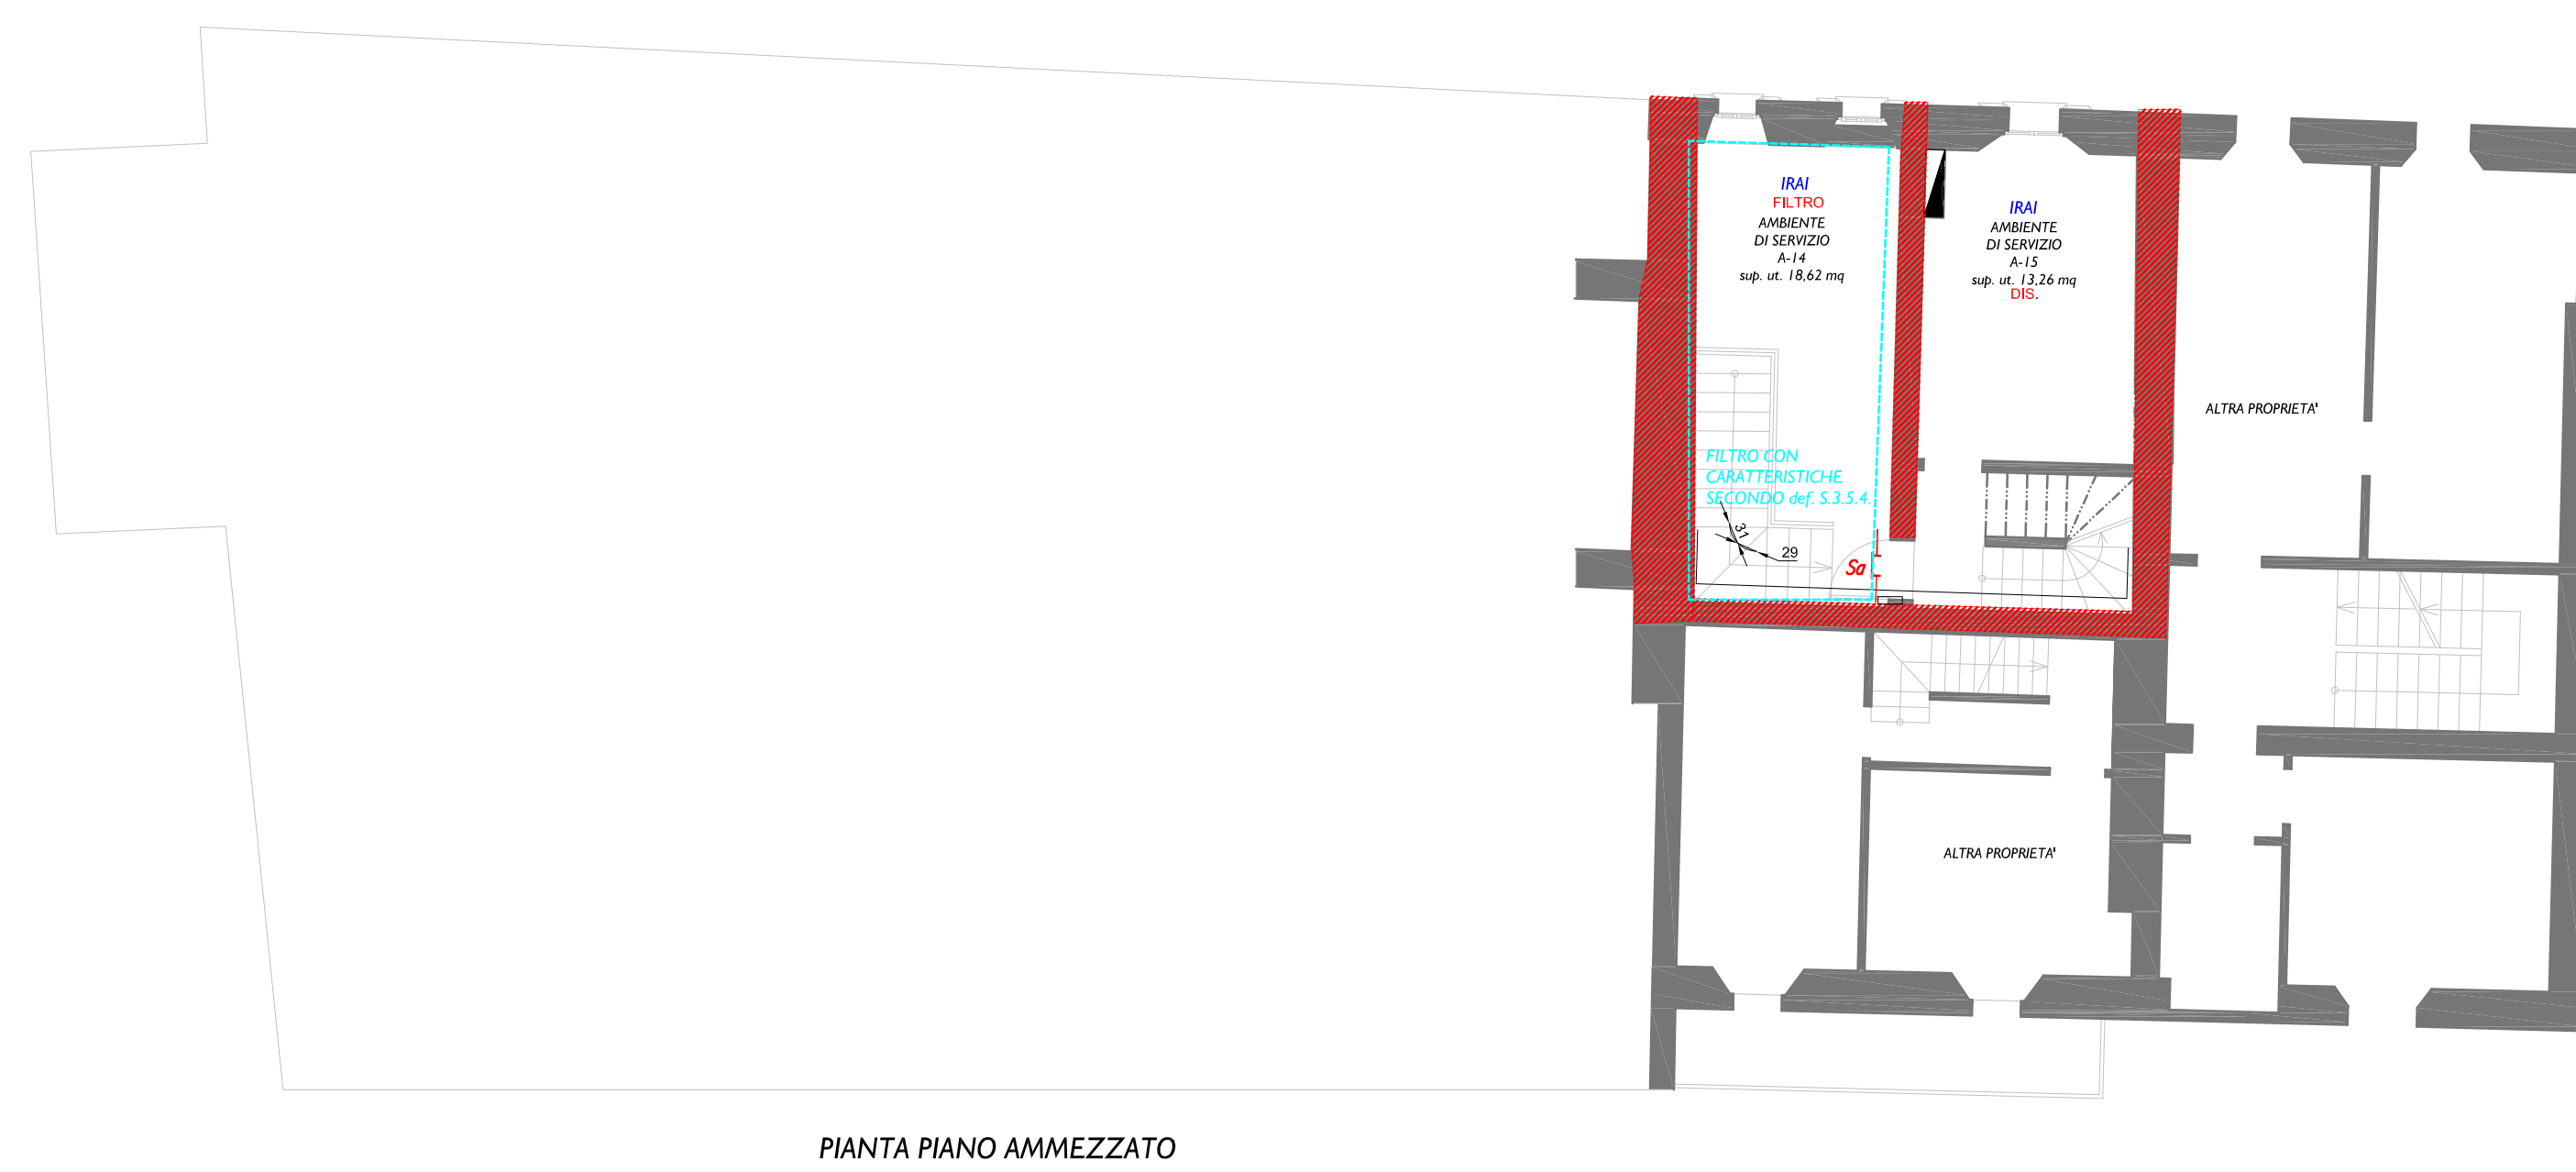 IRAI
FILTRO
AMBIENTE
DI SERVIZIO
A-14
sup. ut. 18,62 mq
IRAI
AMBIENTE
DI SERVIZIO
A-15
sup. ut. 13,26 mq
DIS.
ALTRA PROPRIETA'
FILTRO CON
CARATTERISTICHE
SECONDO def. S.3.5.4.
31
29
Sa
ALTRA PROPRIETA'
PIANTA PIANO AMMEZZATO